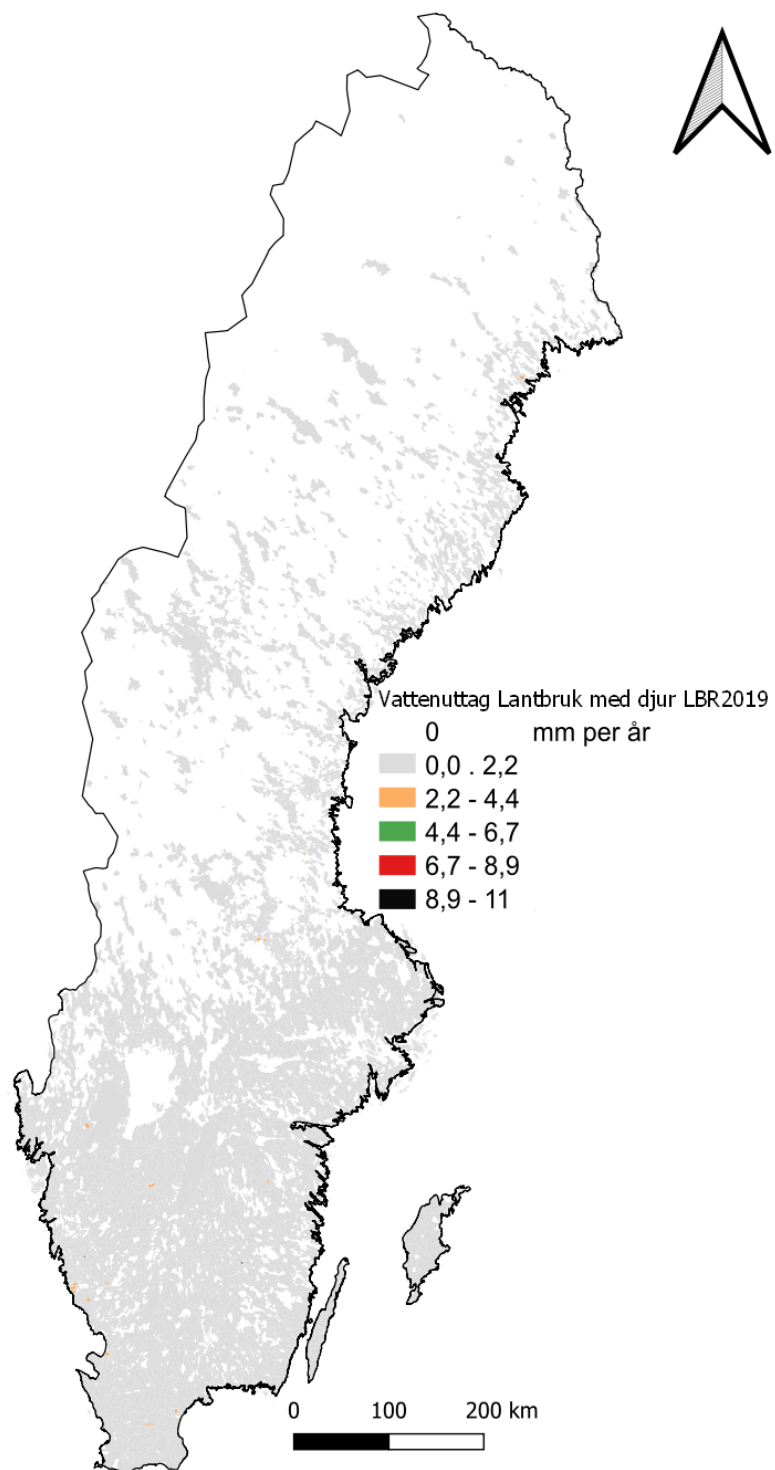 Vattenuttag Lantbruk med djur LBR2019
0 mm per år
0,0 . 2,2
2,2 - 4,4
4,4 - 6,7
6,7 - 8,9
8,9 - 11
0 100 200 km